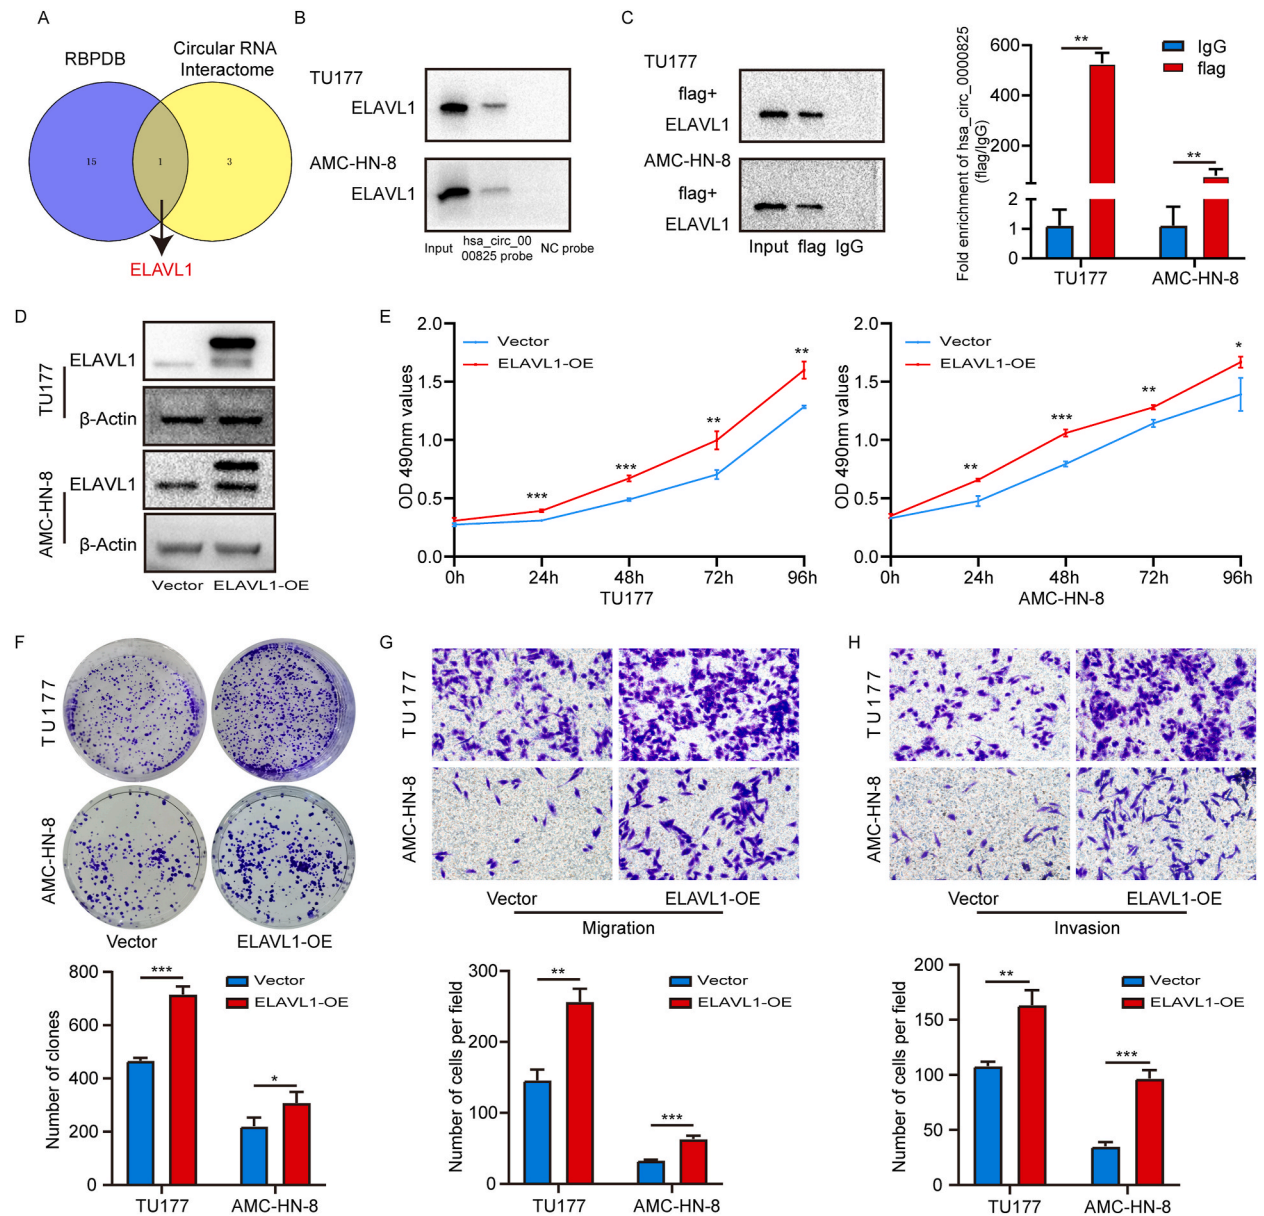 A
RBPDB
Circular RNA
Interactome
15
1
3
ELAVL1
B
TU177
ELAVL1
AMC-HN-8
ELAVL1
Input
hsa_circ_00
00825 probe
NC probe
C
TU177
flag+
ELAVL1
AMC-HN-8
flag+
ELAVL1
Input flag IgG
Fold enrichment of hsa_circ_0000825
(flag/IgG)
600
400
200
2
1
0
**
**
IgG
flag
TU177
AMC-HN-8
D
TU177
ELAVL1
β-Actin
AMC-HN-8
ELAVL1
β-Actin
Vector ELAVL1-OE
E
OD 490nm values
2.0
1.5
1.0
0.5
0.0
Vector
ELAVL1-OE
***
***
**
**
0h 24h 48h 72h 96h
TU177
OD 490nm values
2.0
1.5
1.0
0.5
0.0
Vector
ELAVL1-OE
**
***
**
*
0h 24h 48h 72h 96h
AMC-HN-8
F
TU177
AMC-HN-8
Vector
ELAVL1-OE
Number of clones
800
600
400
200
0
***
*
Vector
ELAVL1-OE
TU177
AMC-HN-8
G
TU177
AMC-HN-8
Vector
ELAVL1-OE
Migration
Number of cells per field
300
200
100
0
**
***
Vector
ELAVL1-OE
TU177
AMC-HN-8
H
TU177
AMC-HN-8
Vector
ELAVL1-OE
Invasion
Number of cells per field
200
150
100
50
0
**
***
Vector
ELAVL1-OE
TU177
AMC-HN-8